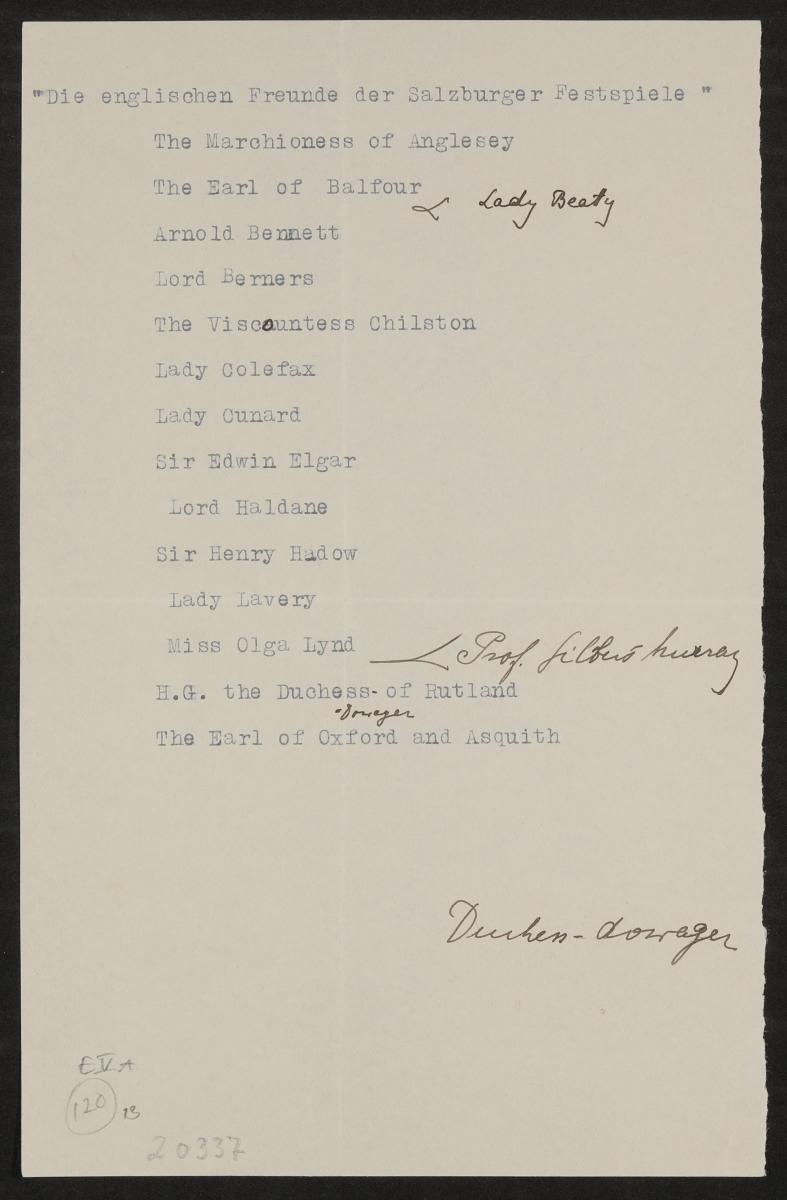 "Die englischen Freunde der Salzburger Festspiele "
The Marchioness of Anglesey
The Earl of Balfour
Lady Beaty
Arnold Bennett
Lord Berners
The Viscountess Chilston
Lady Colefax
Lady Cunard
Sir Edwin Elgar
Lord Haldane
Sir Henry Hadow
Lady Lavery
Miss Olga Lynd
Prof. Gilbert Murray
H.G. the Duchess- of Rutland
-Dowager
The Earl of Oxford and Asquith
Duchess-dowager
E V A
120 13
20337